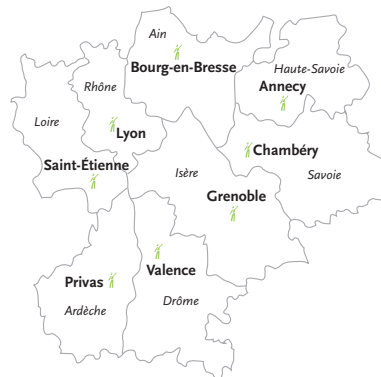 Ain
Bourg-en-Bresse
Haute-Savoie
Annecy
Rhône
Loire
Lyon
Chambéry
Saint-Étienne
Isère
Savoie
Grenoble
Valence
Privas
Drôme
Ardèche